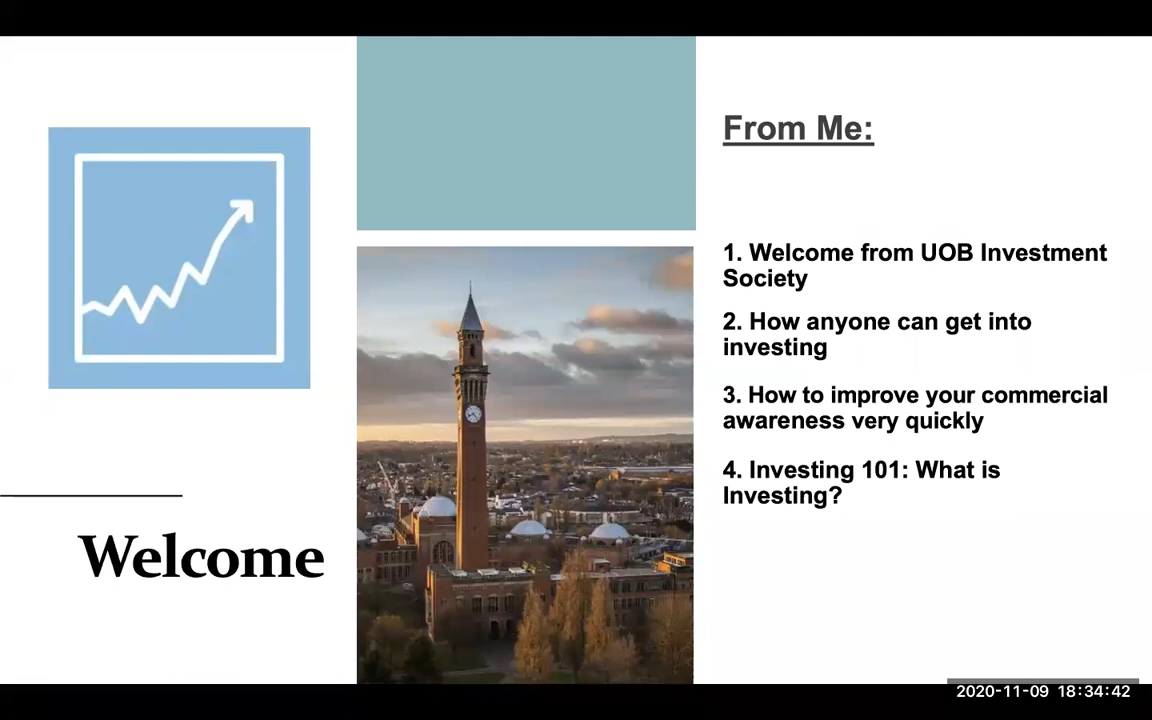 From Me:
1. Welcome from UOB Investment
Society
2. How anyone can get into
investing
3. How to improve your commercial
awareness very quickly
4. Investing 101: What is
Investing?
Welcome
2020-11-09 18:34:42